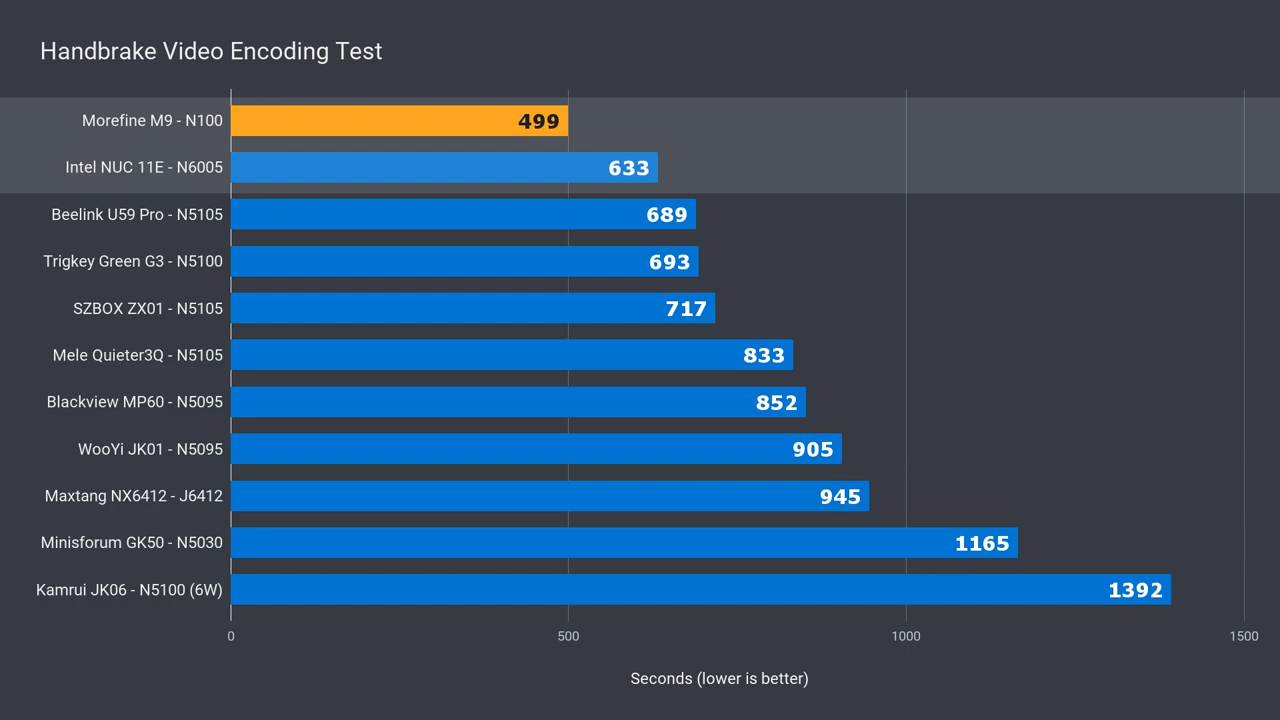 Handbrake Video Encoding Test
Morefine M9 - N100 499
Intel NUC 11E - N6005 633
Beelink U59 Pro - N5105 689
Trigkey Green G3 - N5100 693
SZBOX ZX01 - N5105 717
Mele Quieter3Q - N5105 833
Blackview MP60 - N5095 852
WooYi JK01 - N5095 905
Maxtang NX6412 - J6412 945
Minisforum GK50 - N5030 1165
Kamrui JK06 - N5100 (6W) 1392
0 500 1000 1500
Seconds (lower is better)